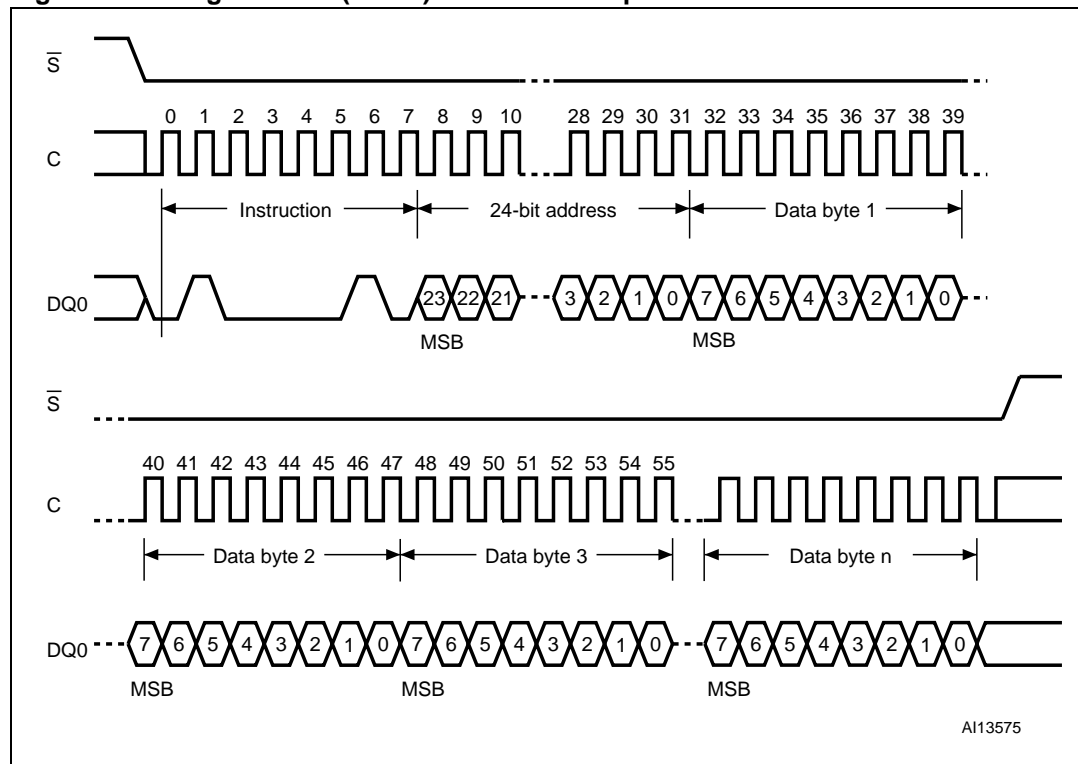 S
0 1 2 3 4 5 6 7 8 9 10 28 29 30 31 32 33 34 35 36 37 38 39
C
Instruction 24-bit address Data byte 1
DQ0 23 22 21 3 2 1 0 7 6 5 4 3 2 1 0
MSB MSB
S
40 41 42 43 44 45 46 47 48 49 50 51 52 53 54 55
C
Data byte 2 Data byte 3 Data byte n
DQ0 7 6 5 4 3 2 1 0 7 6 5 4 3 2 1 0 7 6 5 4 3 2 1 0
MSB MSB MSB
AI13575